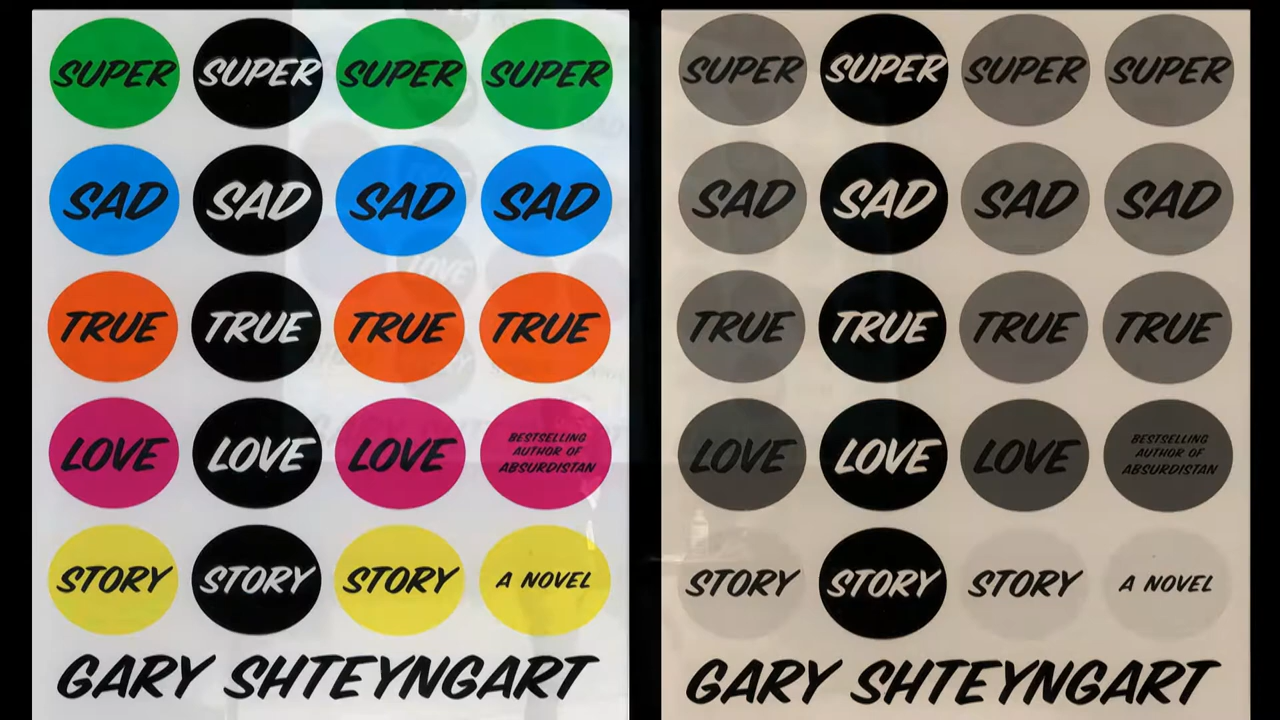 SUPER SUPER SUPER SUPER
SAD SAD SAD SAD
TRUE TRUE TRUE TRUE
LOVE LOVE LOVE BESTSELLING
AUTHOR OF
ABSURDISTAN
STORY STORY STORY A NOVEL
GARY SHTEYNGART
SUPER SUPER SUPER SUPER
SAD SAD SAD SAD
TRUE TRUE TRUE TRUE
LOVE LOVE LOVE BESTSELLING
AUTHOR OF
ABSURDISTAN
STORY STORY STORY A NOVEL
GARY SHTEYNGART